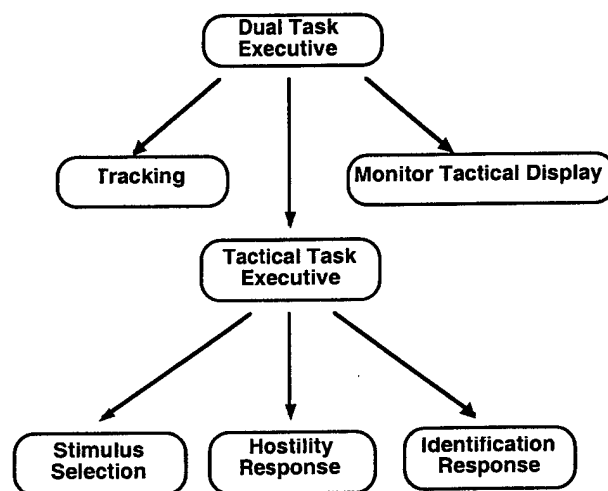 Dual Task
Executive
Tracking
Monitor Tactical Display
Tactical Task
Executive
Stimulus
Selection
Hostility
Response
Identification
Response